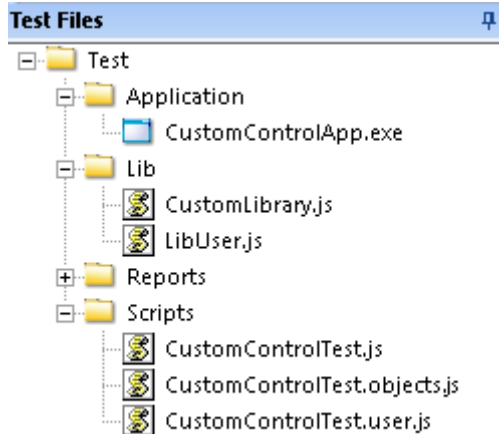 Test Files
Test
Application
CustomControlApp.exe
Lib
CustomLibrary.js
LibUser.js
Reports
Scripts
CustomControlTest.js
CustomControlTest.objects.js
CustomControlTest.user.js